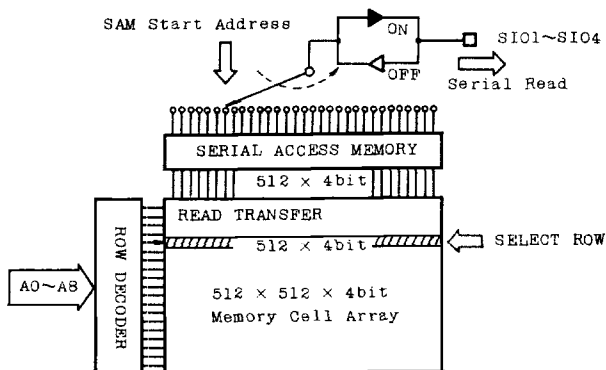 SAM Start Address
ON
SIO1~SIO4
OFF
Serial Read
SERIAL ACCESS MEMORY
512 × 4bit
READ TRANSFER
512 × 4bit
SELECT ROW
ROW DECODER
A0~A8
512 × 512 × 4bit
Memory Cell Array